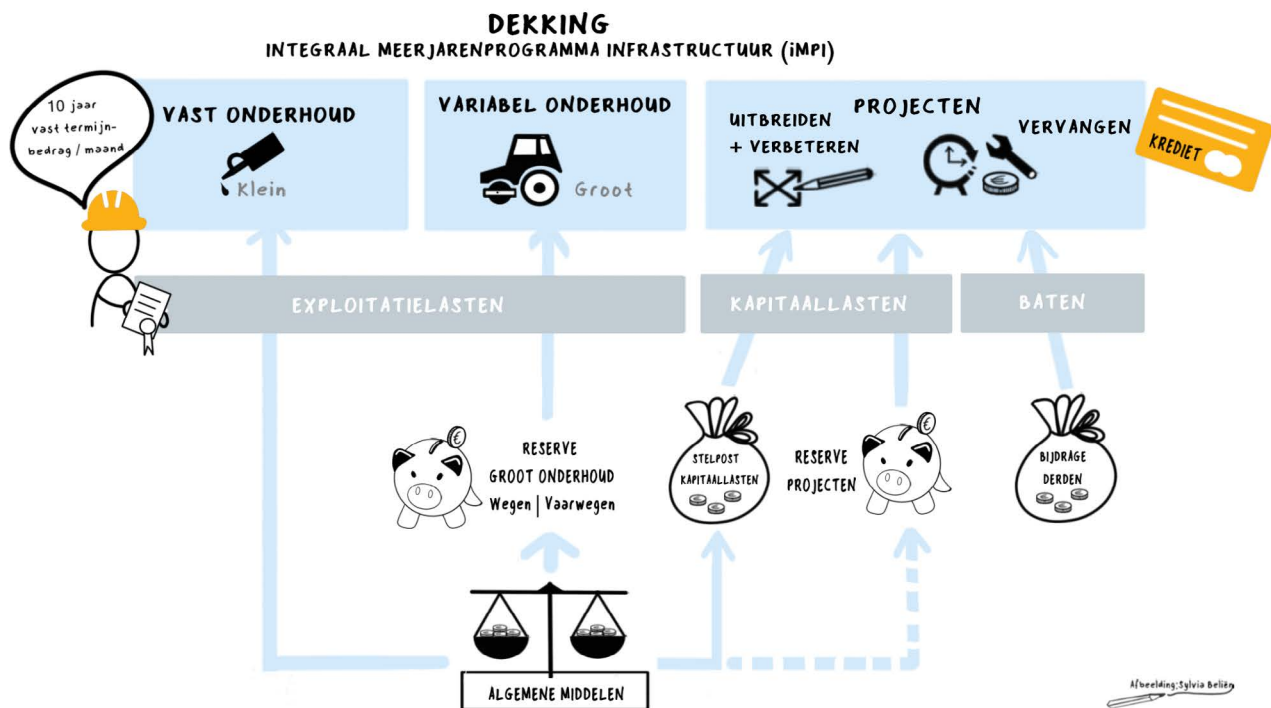 DEKKING
INTEGRAAL MEERJARENPROGRAMMA INFRASTRUCTUUR (iMPI)
10 jaar
vast termijn-
bedrag / maand
VAST ONDERHOUD
Klein
VARIABEL ONDERHOUD
Groot
PROJECTEN
UITBREIDEN
+ VERBETEREN
VERVANGEN
KREDIET
EXPLOITATIELASTEN
KAPITAALLASTEN
BATEN
RESERVE
GROOT ONDERHOUD
Wegen | Vaarwegen
STELPOST
KAPITAALLASTEN
RESERVE
PROJECTEN
BIJDRAGE
DERDEN
ALGEMENE MIDDELEN
Afbeelding: Sylvia Beliën